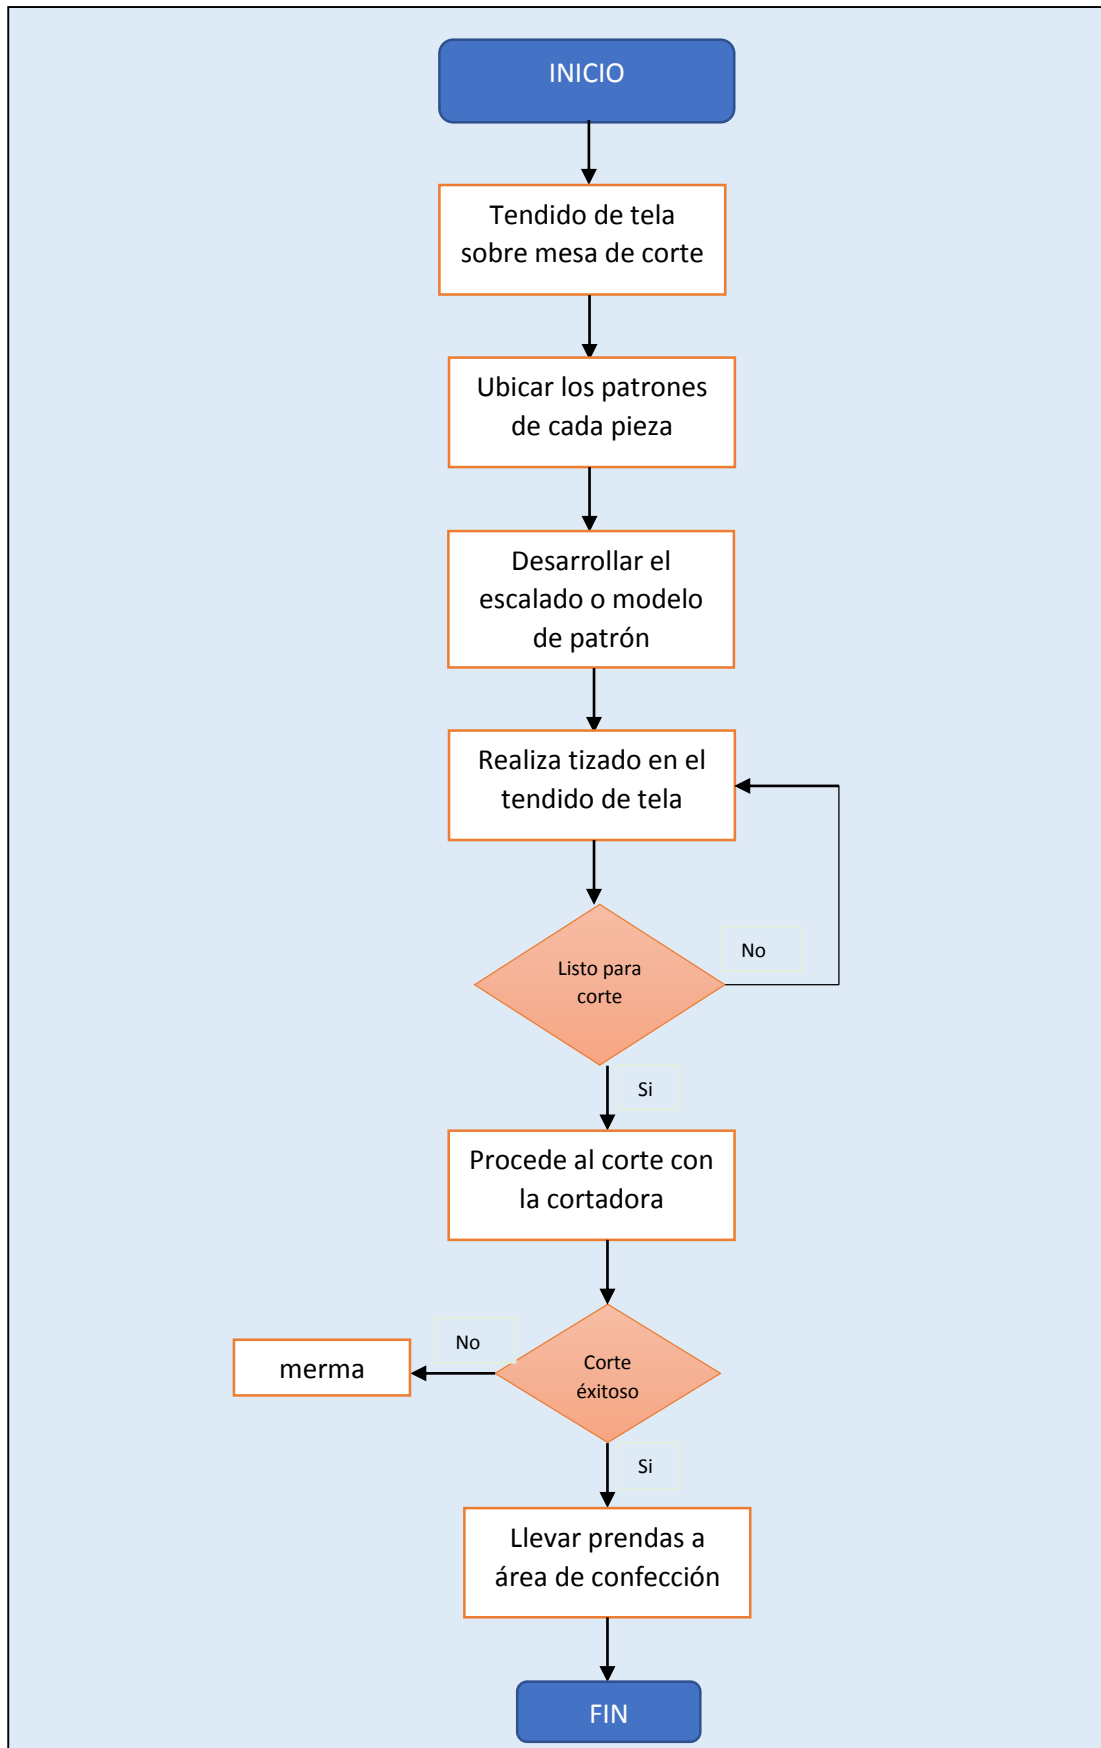 INICIO
Tendido de tela
sobre mesa de corte
Ubicar los patrones
de cada pieza
Desarrollar el
escalado o modelo
de patrón
Realiza tizado en el
tendido de tela
No
Listo para
corte
Si
Procede al corte con
la cortadora
No
merma
Corte
éxitoso
Si
Llevar prendas a
área de confección
FIN